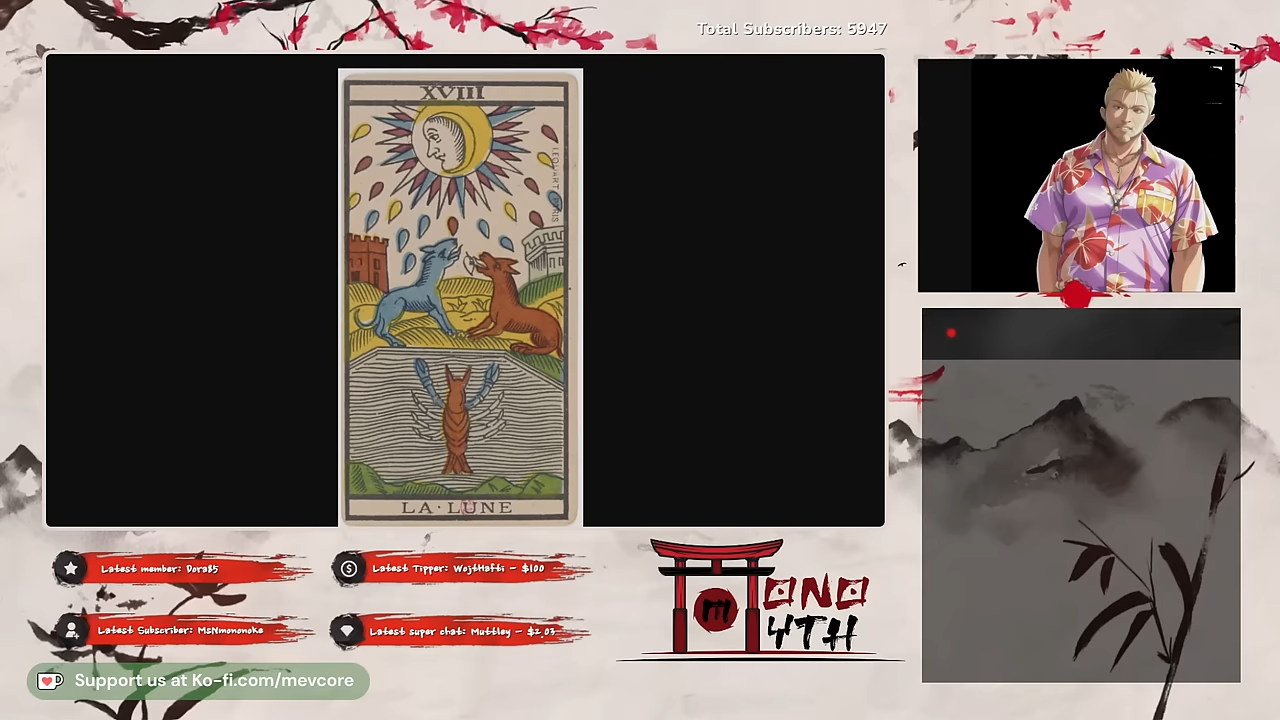 Total Subscribers: 5947
XVIII
LA·LUNE
Latest member: Dora85
Latest Tipper: WojtHafti - $100
Latest Subscriber: MsNmononoke
Latest super chat: Muttley - $2.03
m
ONO
4TH
Support us at Ko-fi.com/mevcore